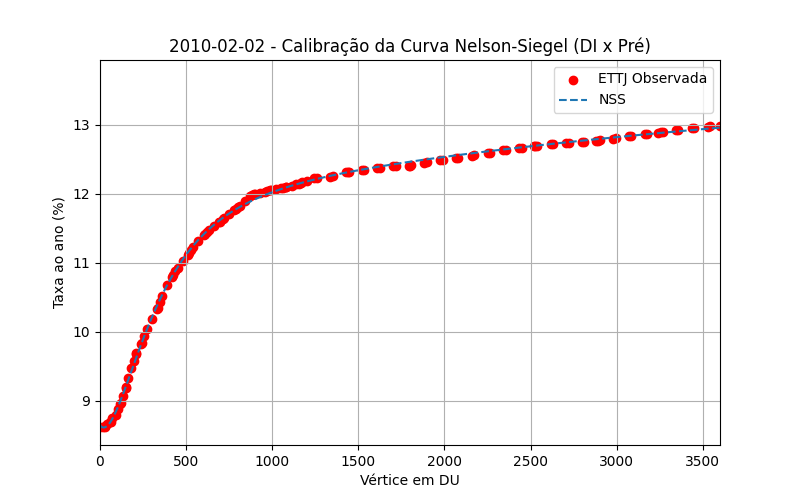 2010-02-02 - Calibração da Curva Nelson-Siegel (DI x Pré)
ETTJ Observada
NSS
Taxa ao ano (%)
13
12
11
10
9
0 500 1000 1500 2000 2500 3000 3500
Vértice em DU